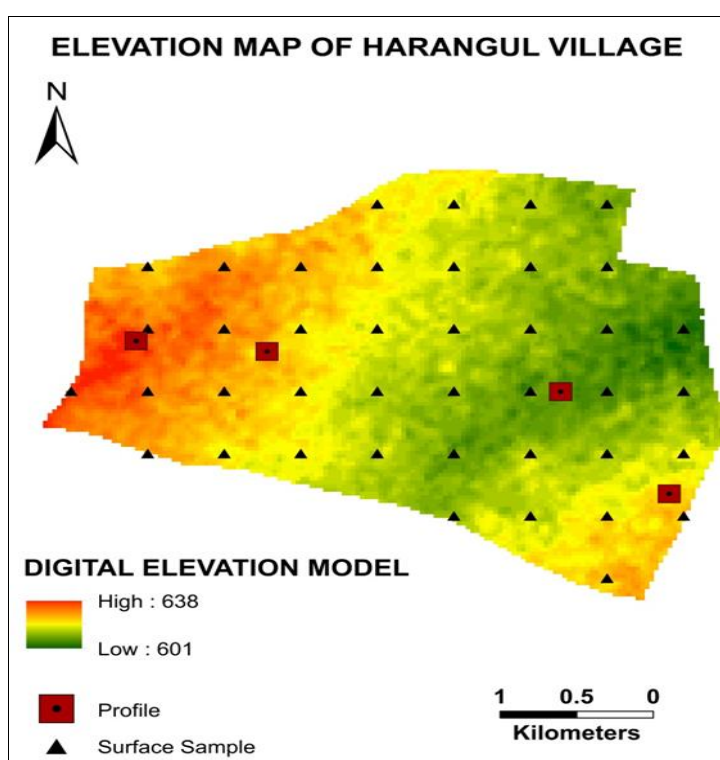 ELEVATION MAP OF HARANGUL VILLAGE
N
DIGITAL ELEVATION MODEL
High : 638
Low : 601
Profile
Surface Sample
1 0.5 0
Kilometers